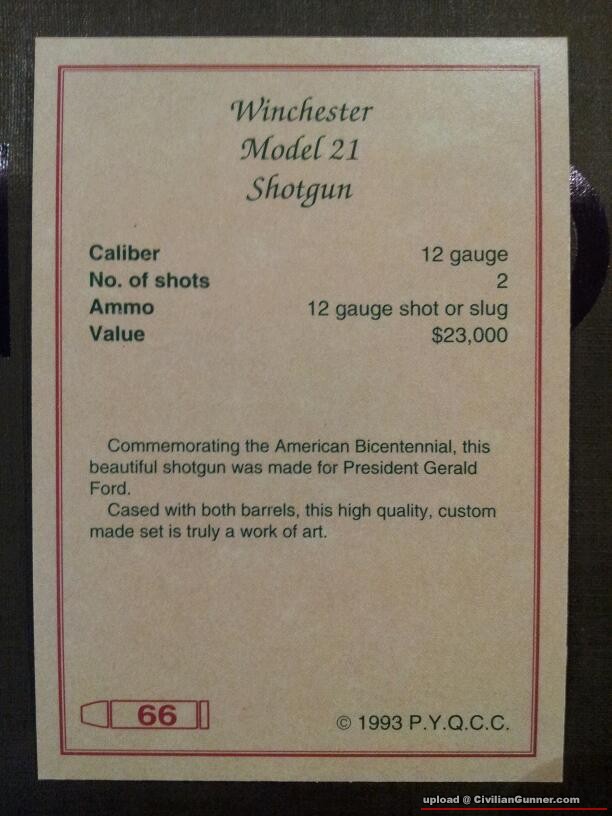 Winchester
Model 21
Shotgun
Caliber 12 gauge
No. of shots 2
Ammo 12 gauge shot or slug
Value $23,000
Commemorating the American Bicentennial, this
beautiful shotgun was made for President Gerald
Ford.
Cased with both barrels, this high quality, custom
made set is truly a work of art.
66 © 1993 P.Y.Q.C.C.
upload @ CivilianGunner.com